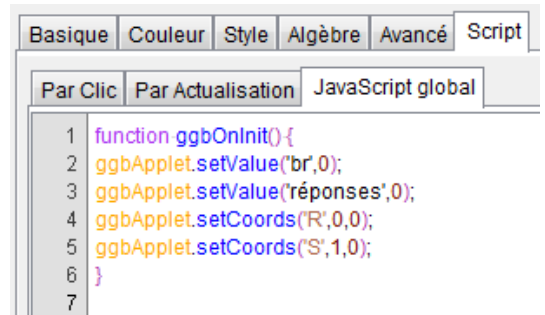 Basique Couleur Style Algèbre Avancé Script
Par Clic Par Actualisation JavaScript global
1 function ggbOnInit(){
2 ggbApplet.setValue('br',0);
3 ggbApplet.setValue('réponses',0);
4 ggbApplet.setCoords('R',0,0);
5 ggbApplet.setCoords('S',1,0);
6 }
7